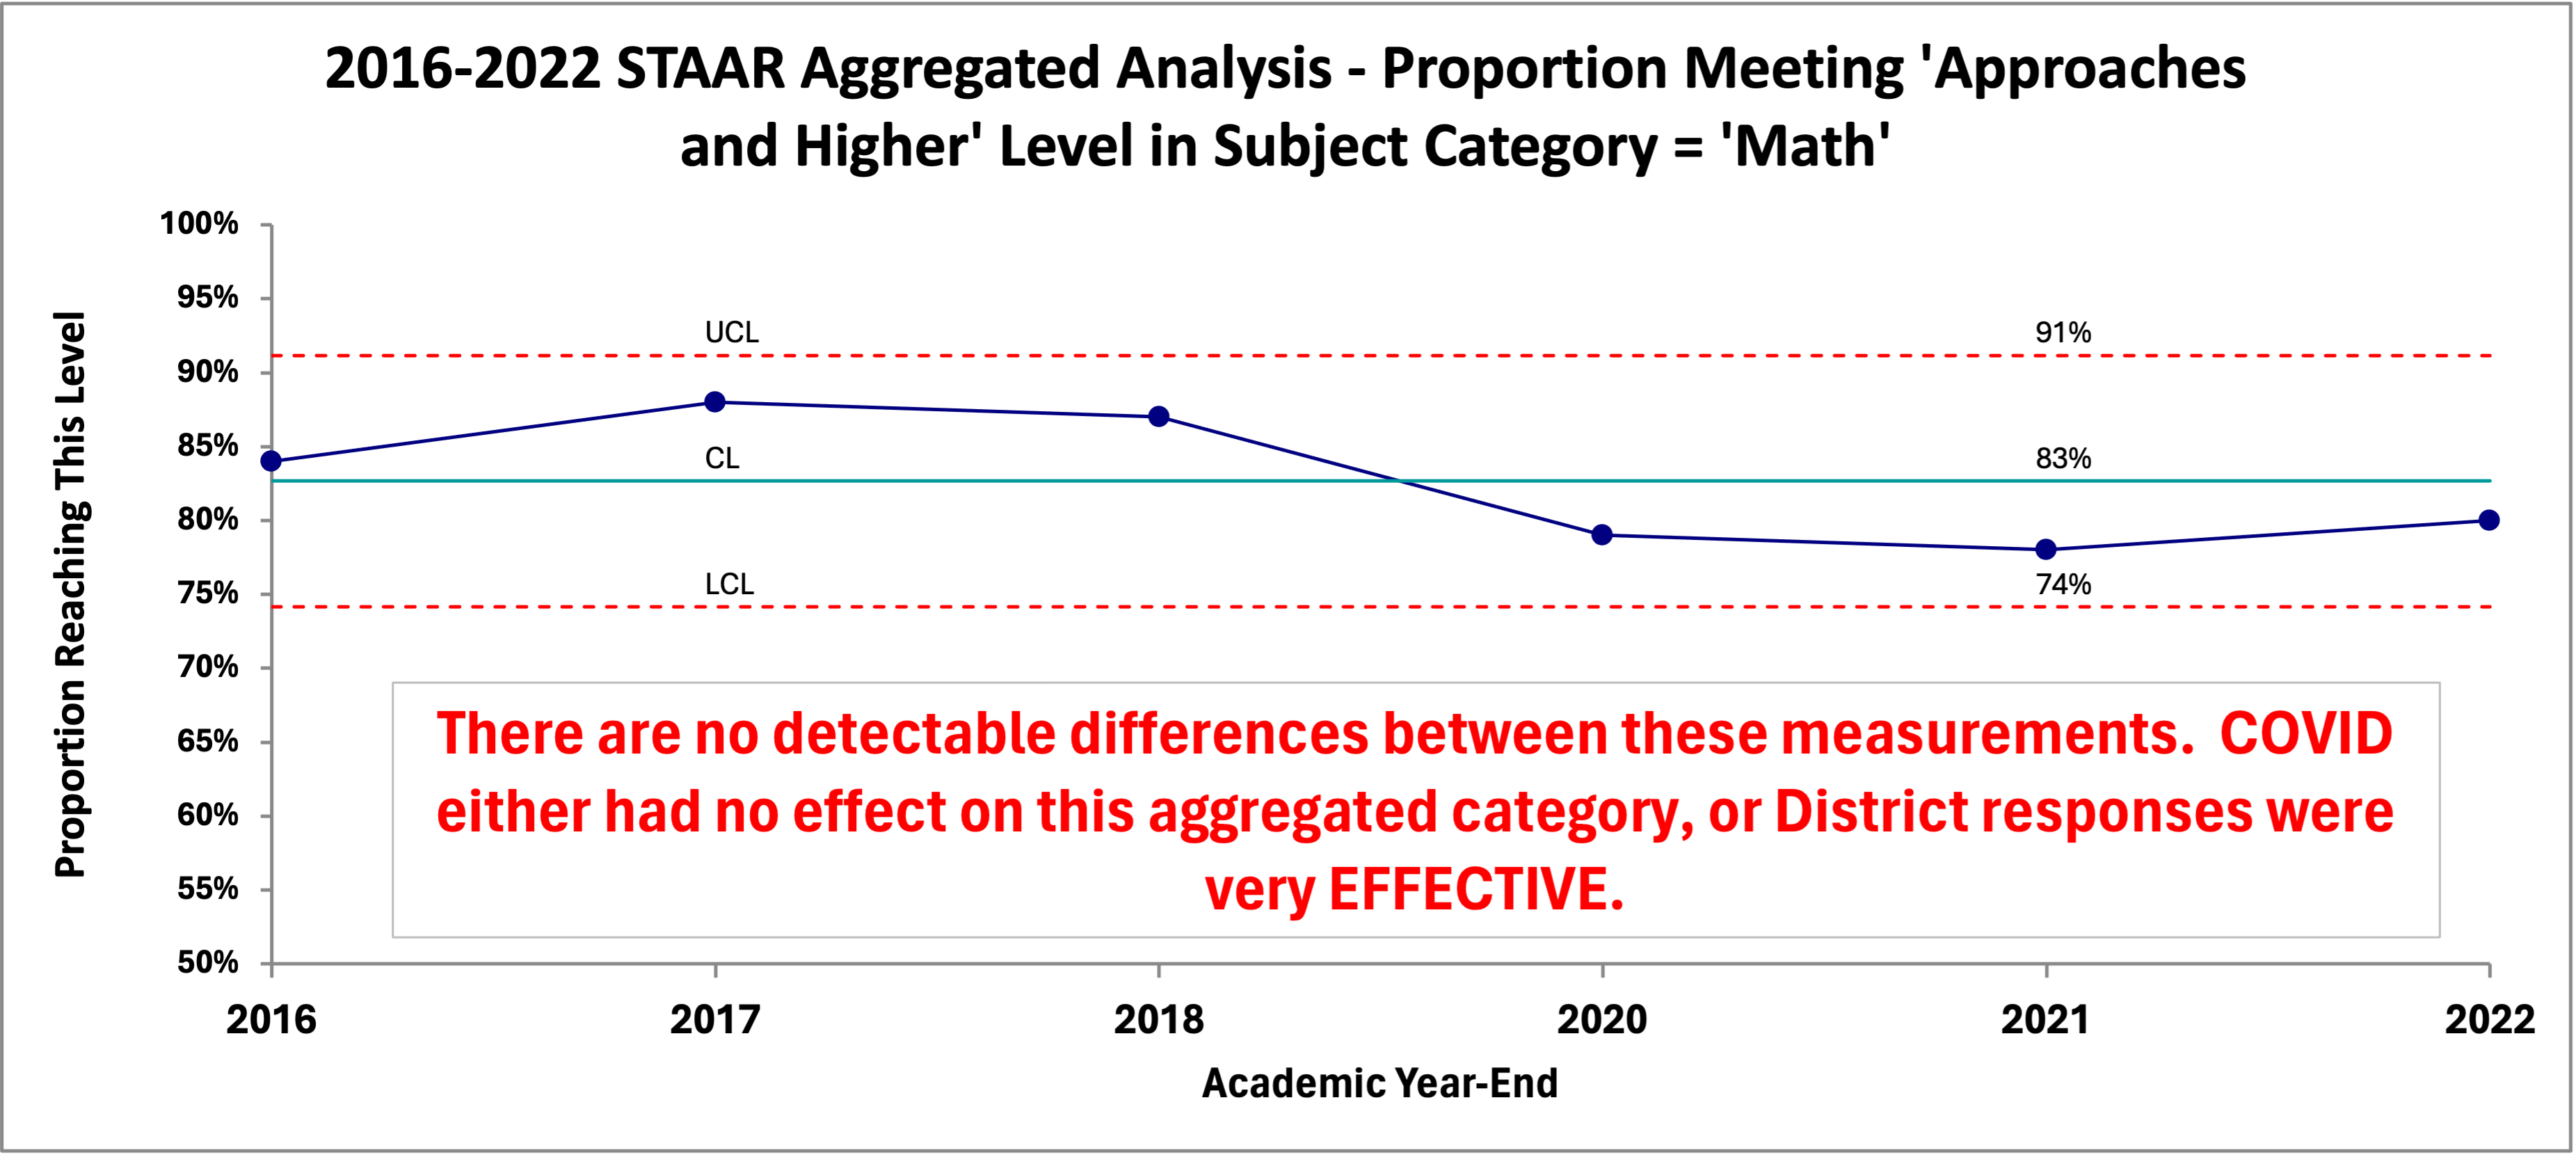 2016-2022 STAAR Aggregated Analysis - Proportion Meeting 'Approaches
and Higher' Level in Subject Category = 'Math'
Proportion Reaching This Level
100%
95%
90%
85%
80%
75%
70%
65%
60%
55%
50%
UCL
91%
CL
83%
LCL
74%
There are no detectable differences between these measurements.  COVID
either had no effect on this aggregated category, or District responses were
very EFFECTIVE.
2016
2017
2018
2020
2021
2022
Academic Year-End